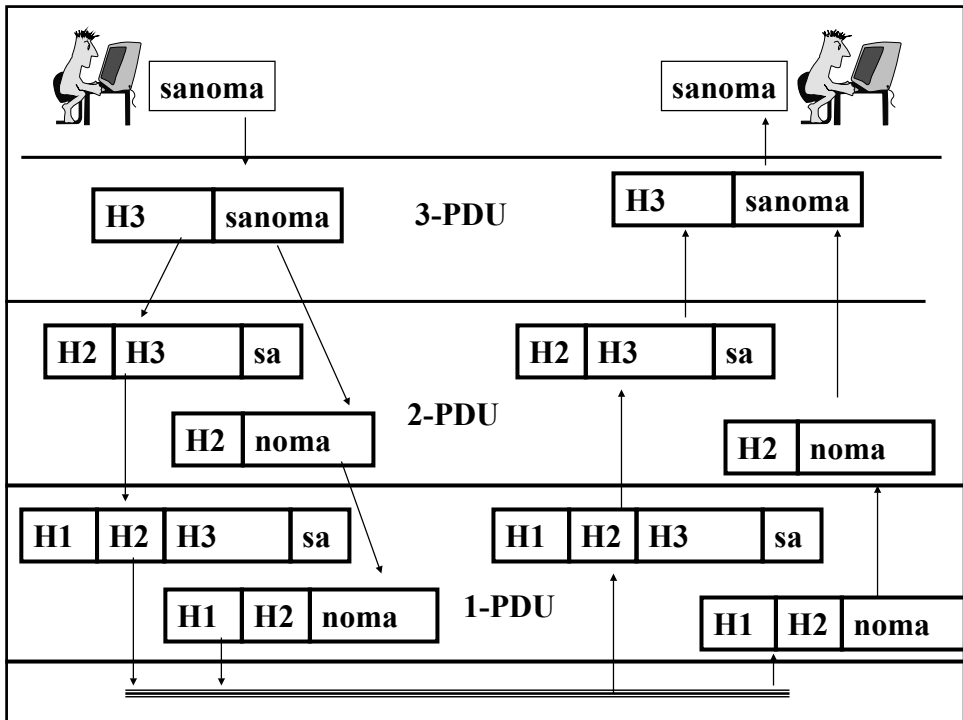 sanoma sanoma
H3 sanoma 3-PDU H3 sanoma
H2 H3 sa H2 H3 sa
2-PDU
H2 noma H2 noma
H1 H2 H3 sa H1 H2 H3 sa
H1 H2 noma 1-PDU H1 H2 noma